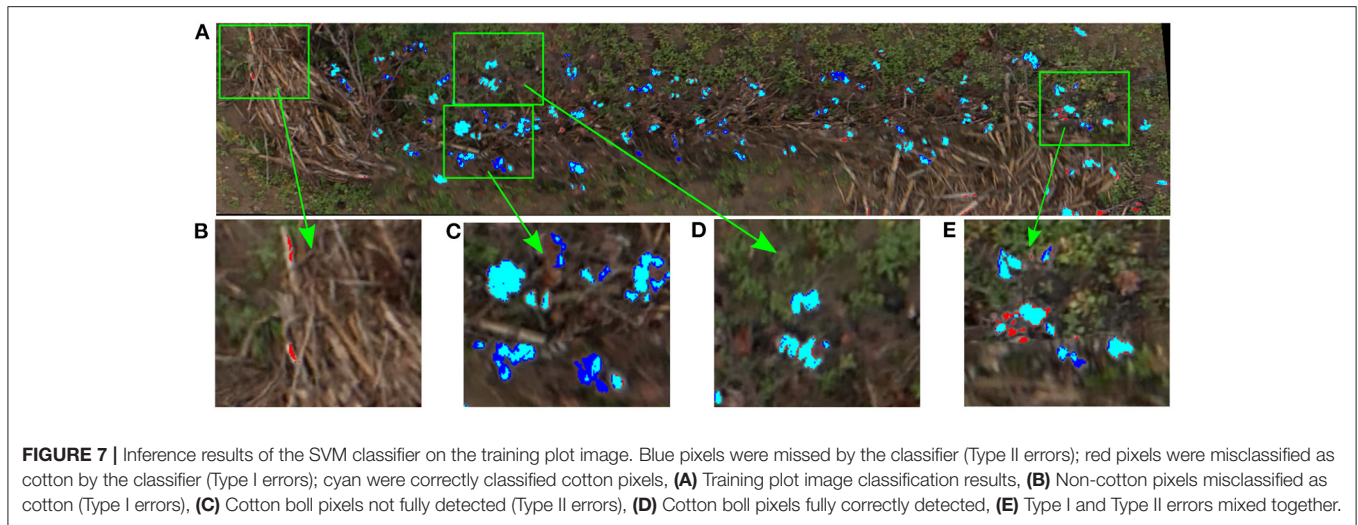 A
B
C
D
E
FIGURE 7 | Inference results of the SVM classifier on the training plot image. Blue pixels were missed by the classifier (Type II errors); red pixels were misclassified as
cotton by the classifier (Type I errors); cyan were correctly classified cotton pixels, (A) Training plot image classification results, (B) Non-cotton pixels misclassified as
cotton (Type I errors), (C) Cotton boll pixels not fully detected (Type II errors), (D) Cotton boll pixels fully correctly detected, (E) Type I and Type II errors mixed together.